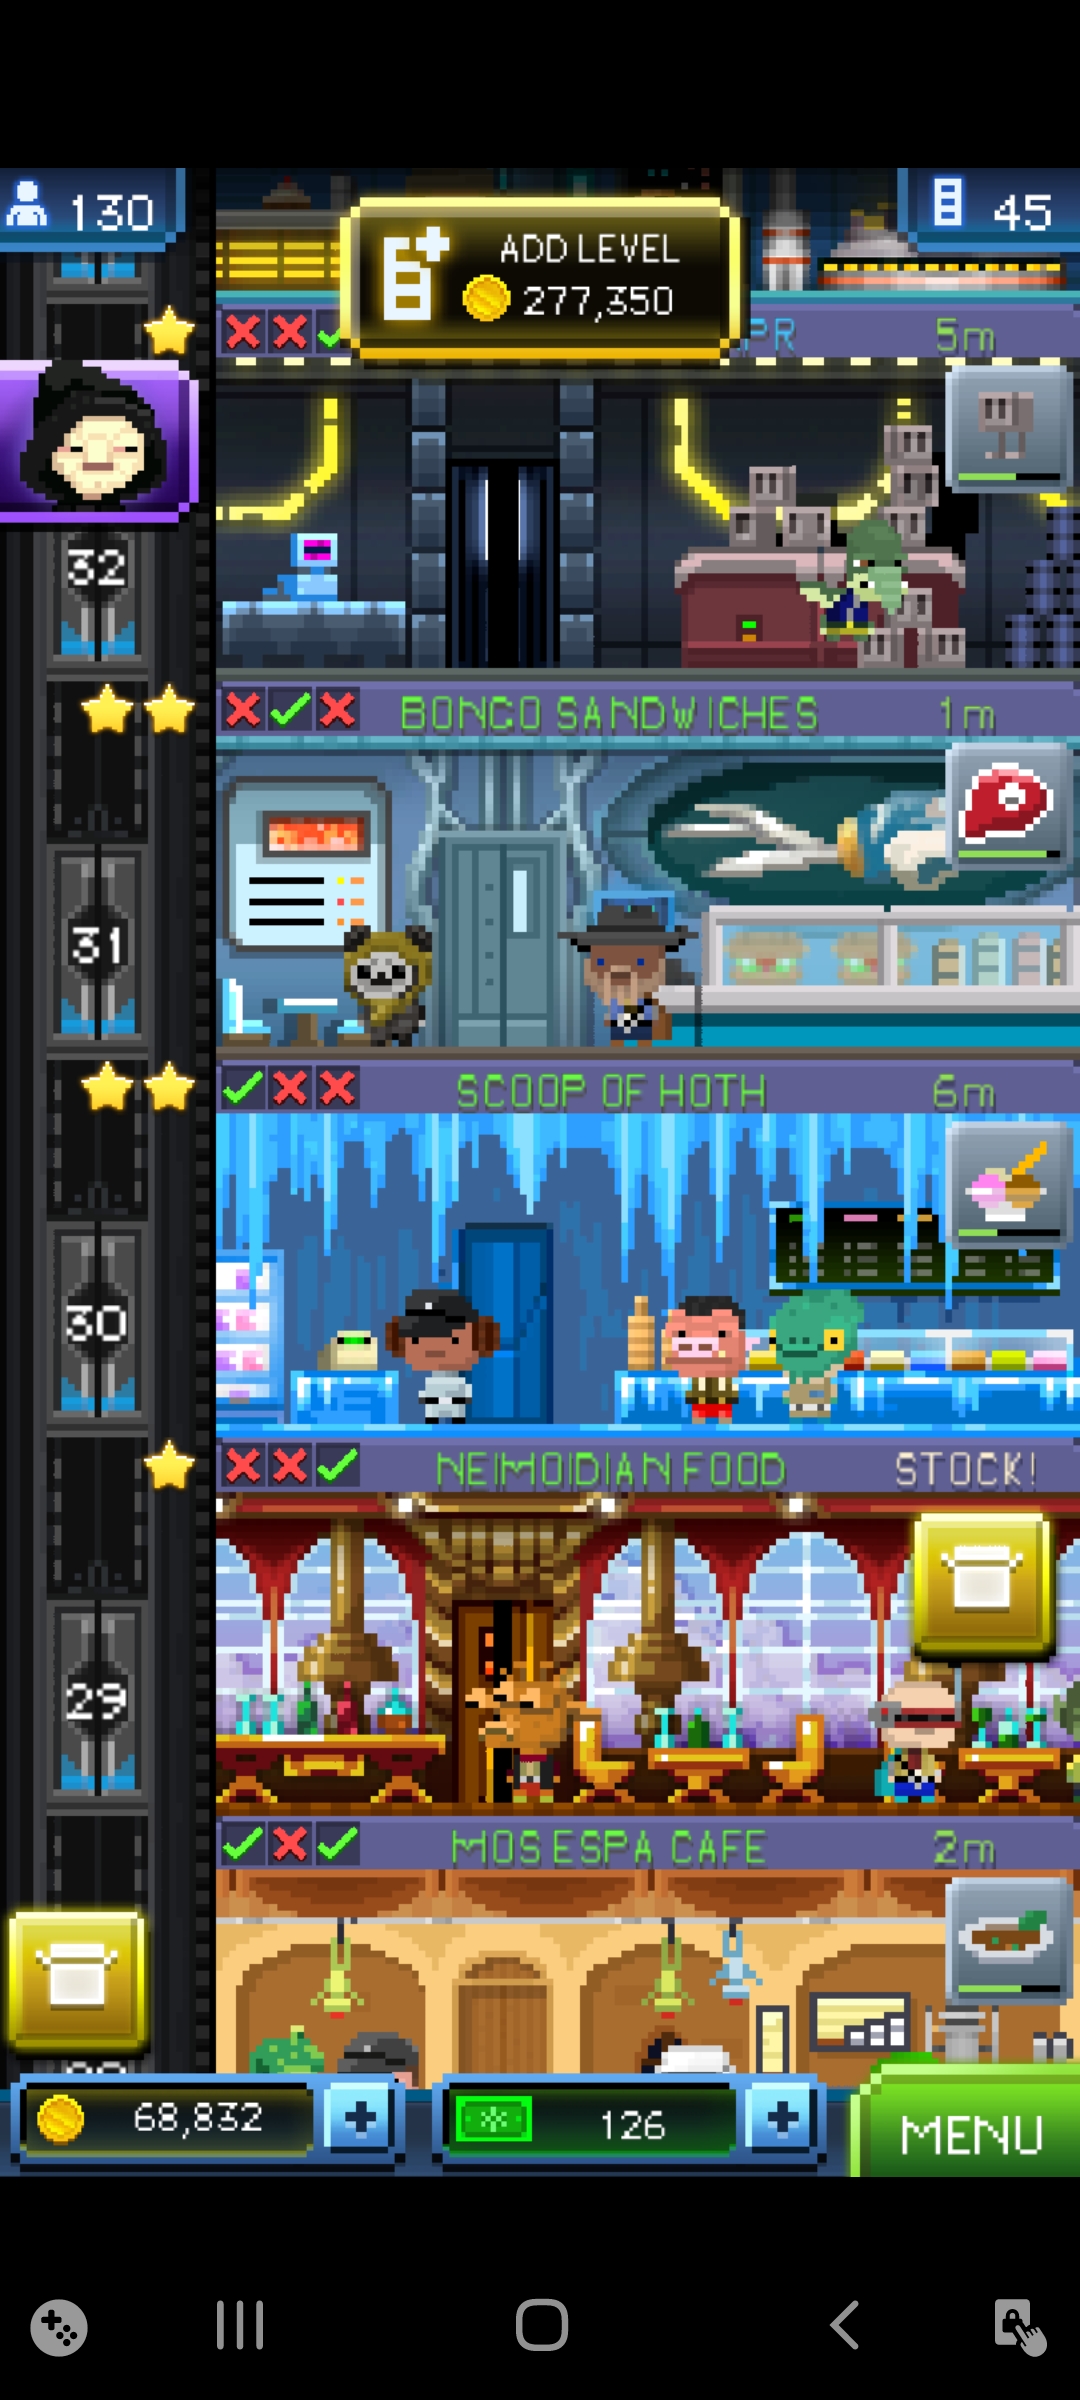 130
45
ADD LEVEL
277,350
PR 5m
32
BONGO SANDWICHES 1m
31
SCOOP OF HOTH 6m
30
NEIMOIDIAN FOOD STOCK!
29
MOS ESPA CAFE 2m
68,832
126
MENU